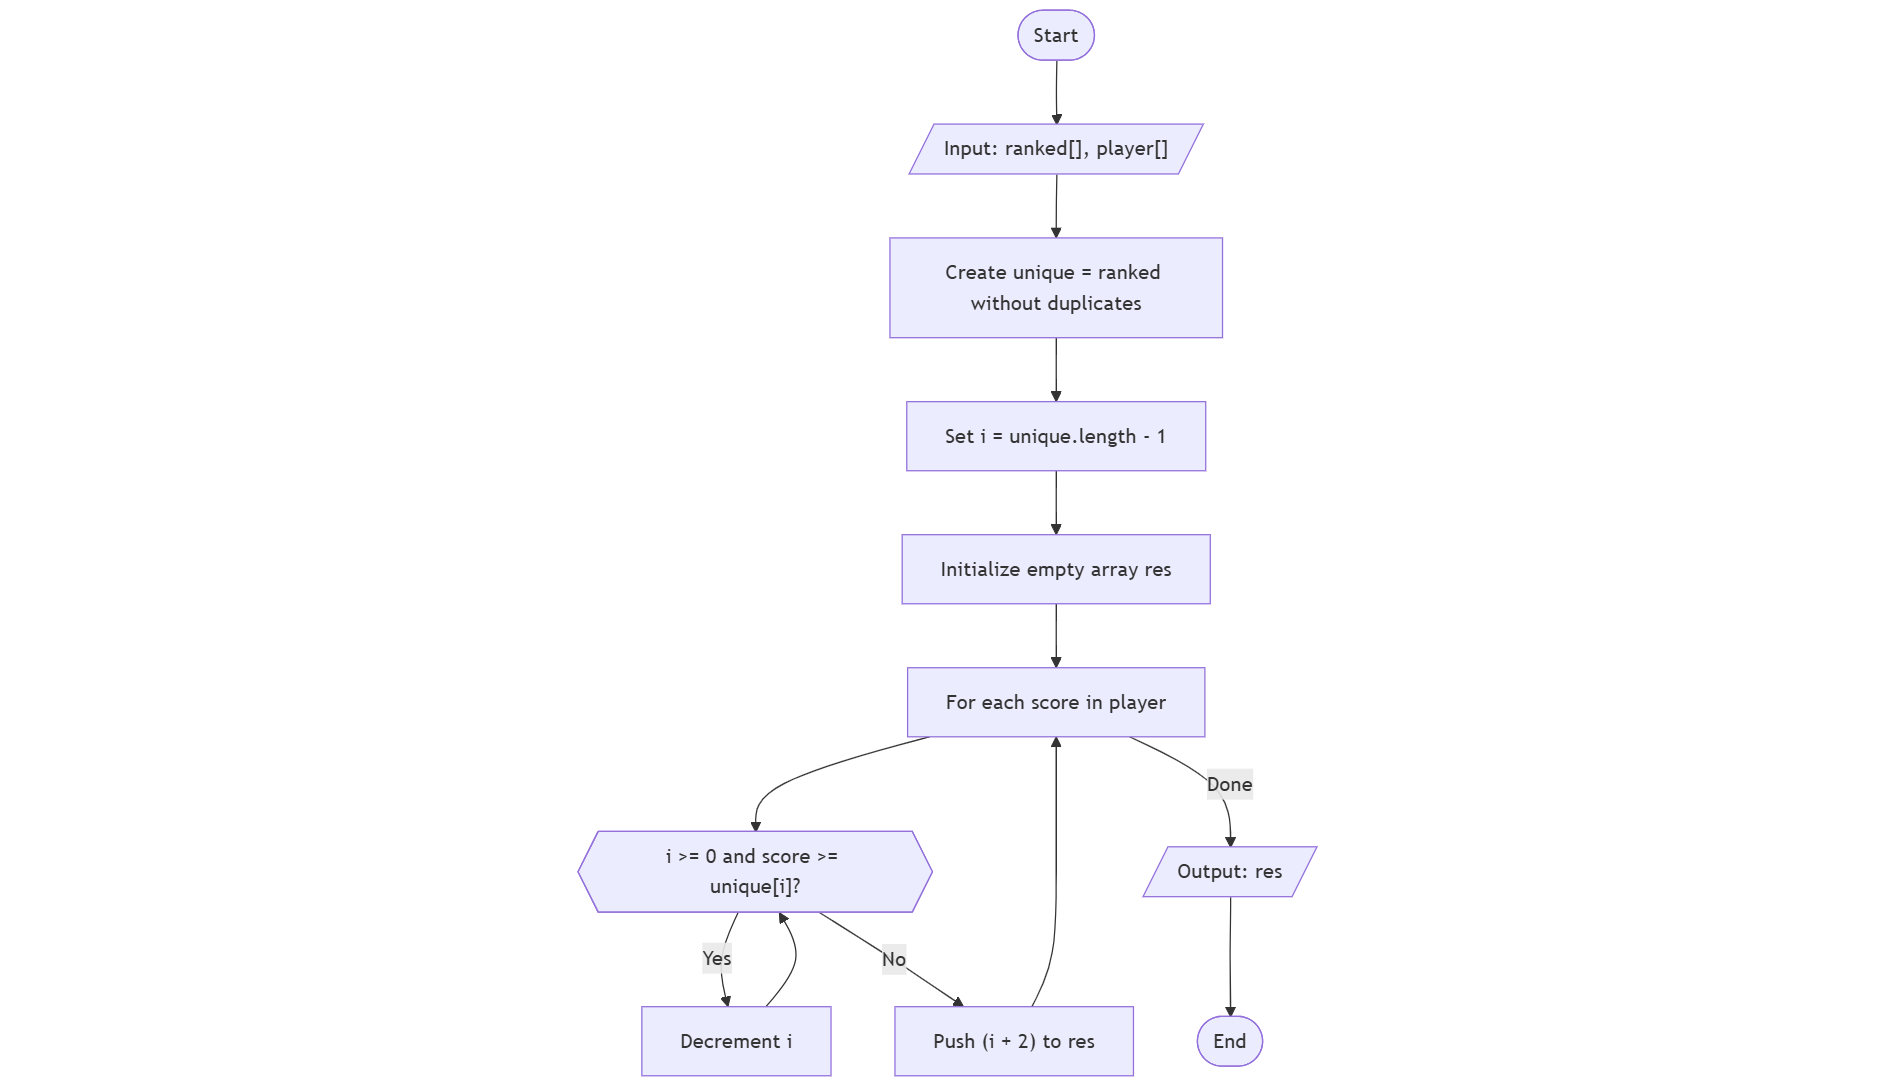 Start
Input: ranked[], player[]
Create unique = ranked
without duplicates
Set i = unique.length - 1
Initialize empty array res
For each score in player
Done
i >= 0 and score >=
unique[i]?
Output: res
Yes
No
Decrement i
Push (i + 2) to res
End